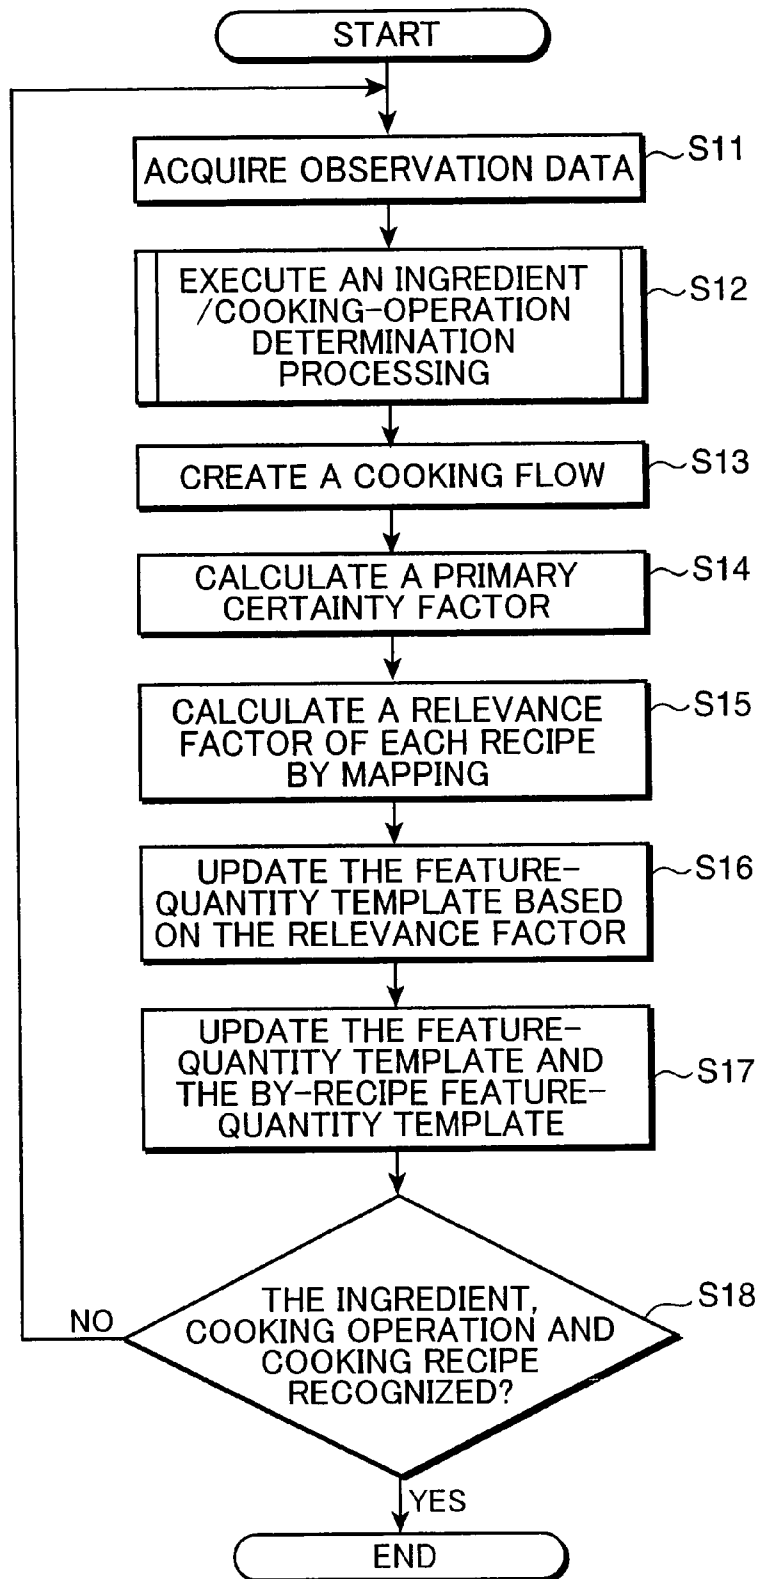 START
ACQUIRE OBSERVATION DATA
S11
EXECUTE AN INGREDIENT
/COOKING-OPERATION
DETERMINATION
PROCESSING
S12
CREATE A COOKING FLOW
S13
CALCULATE A PRIMARY
CERTAINTY FACTOR
S14
CALCULATE A RELEVANCE
FACTOR OF EACH RECIPE
BY MAPPING
S15
UPDATE THE FEATURE-
QUANTITY TEMPLATE BASED
ON THE RELEVANCE FACTOR
S16
UPDATE THE FEATURE-
QUANTITY TEMPLATE AND
THE BY-RECIPE FEATURE-
QUANTITY TEMPLATE
S17
THE INGREDIENT,
COOKING OPERATION AND
COOKING RECIPE
RECOGNIZED?
S18
NO
YES
END